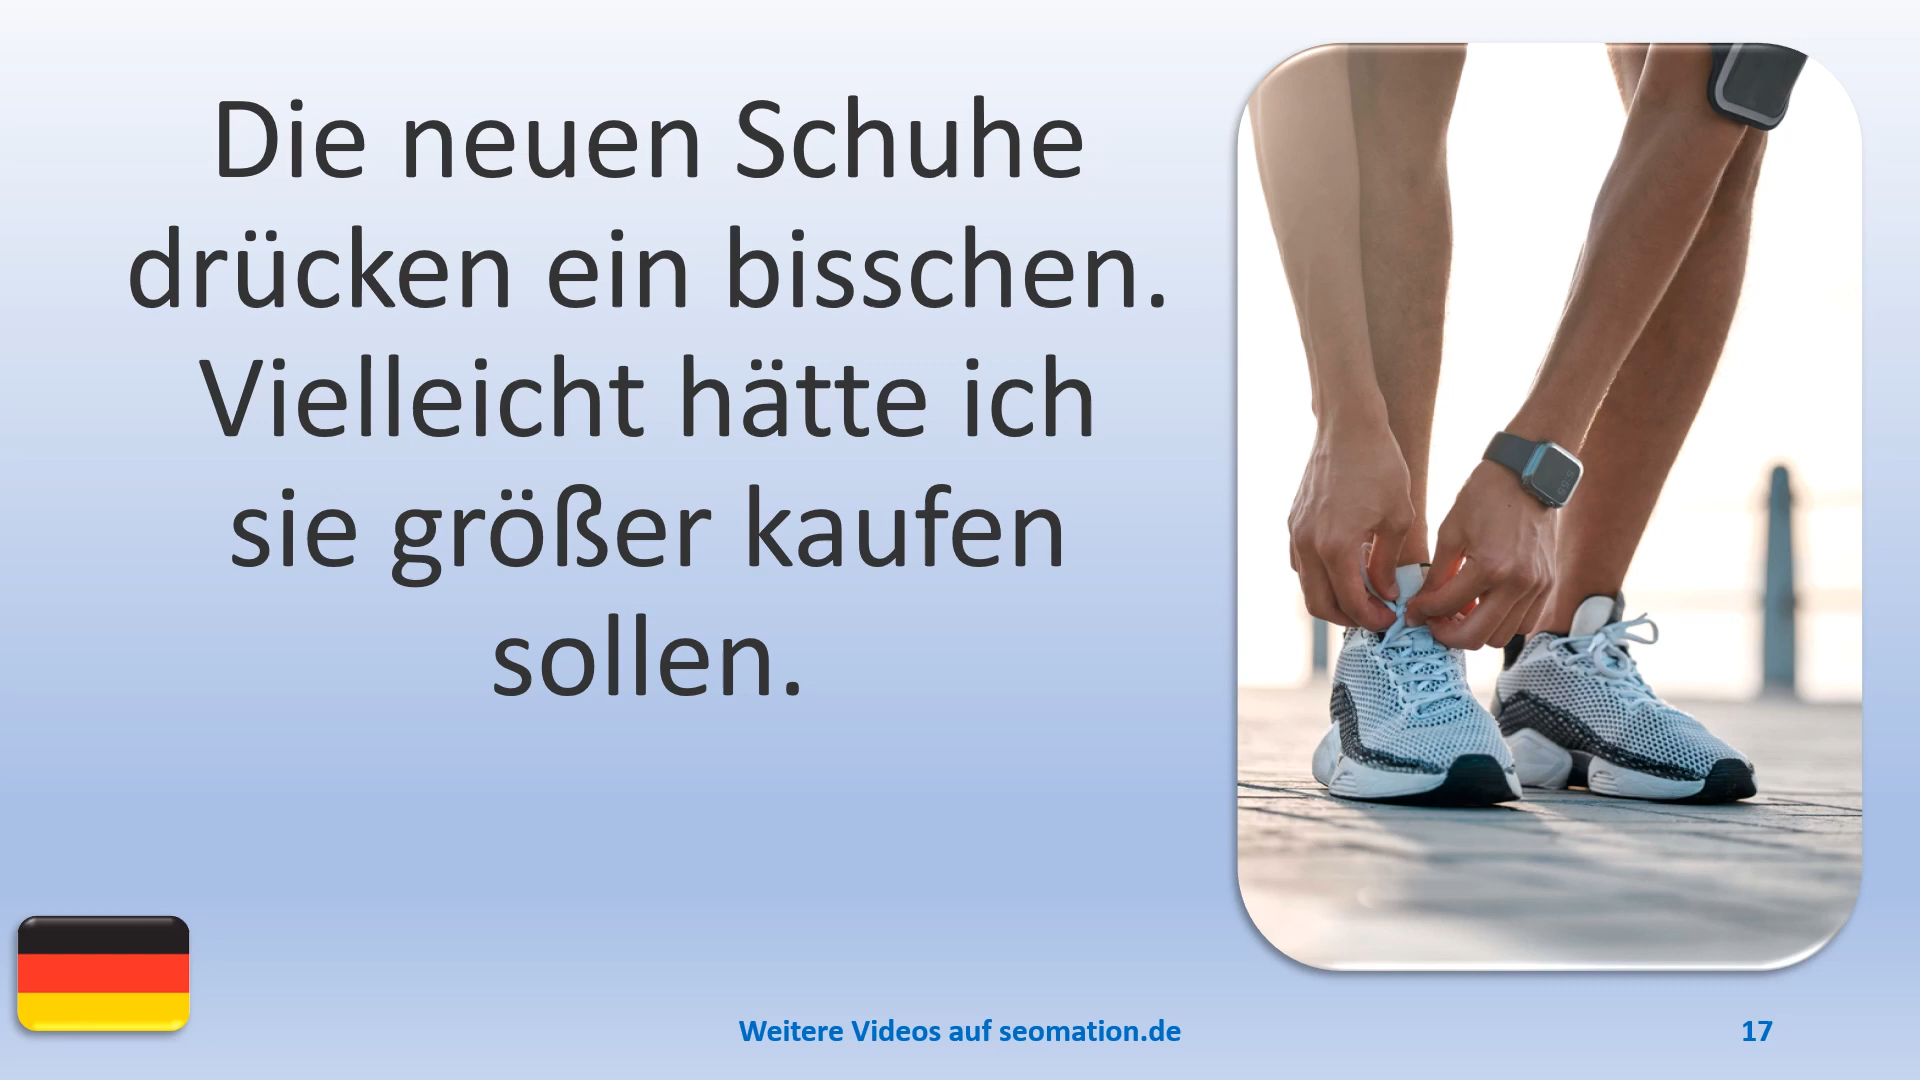 Die neuen Schuhe
drücken ein bisschen.
Vielleicht hätte ich
sie größer kaufen
sollen.
Weitere Videos auf seomation.de
17